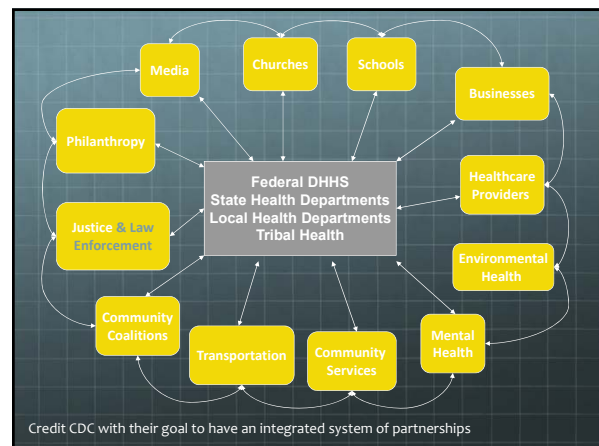 Media
Churches
Schools
Businesses
Philanthropy
Federal DHHS
State Health Departments
Local Health Departments
Tribal Health
Healthcare
Providers
Justice & Law
Enforcement
Environmental
Health
Community
Coalitions
Transportation
Community
Services
Mental
Health
Credit CDC with their goal to have an integrated system of partnerships